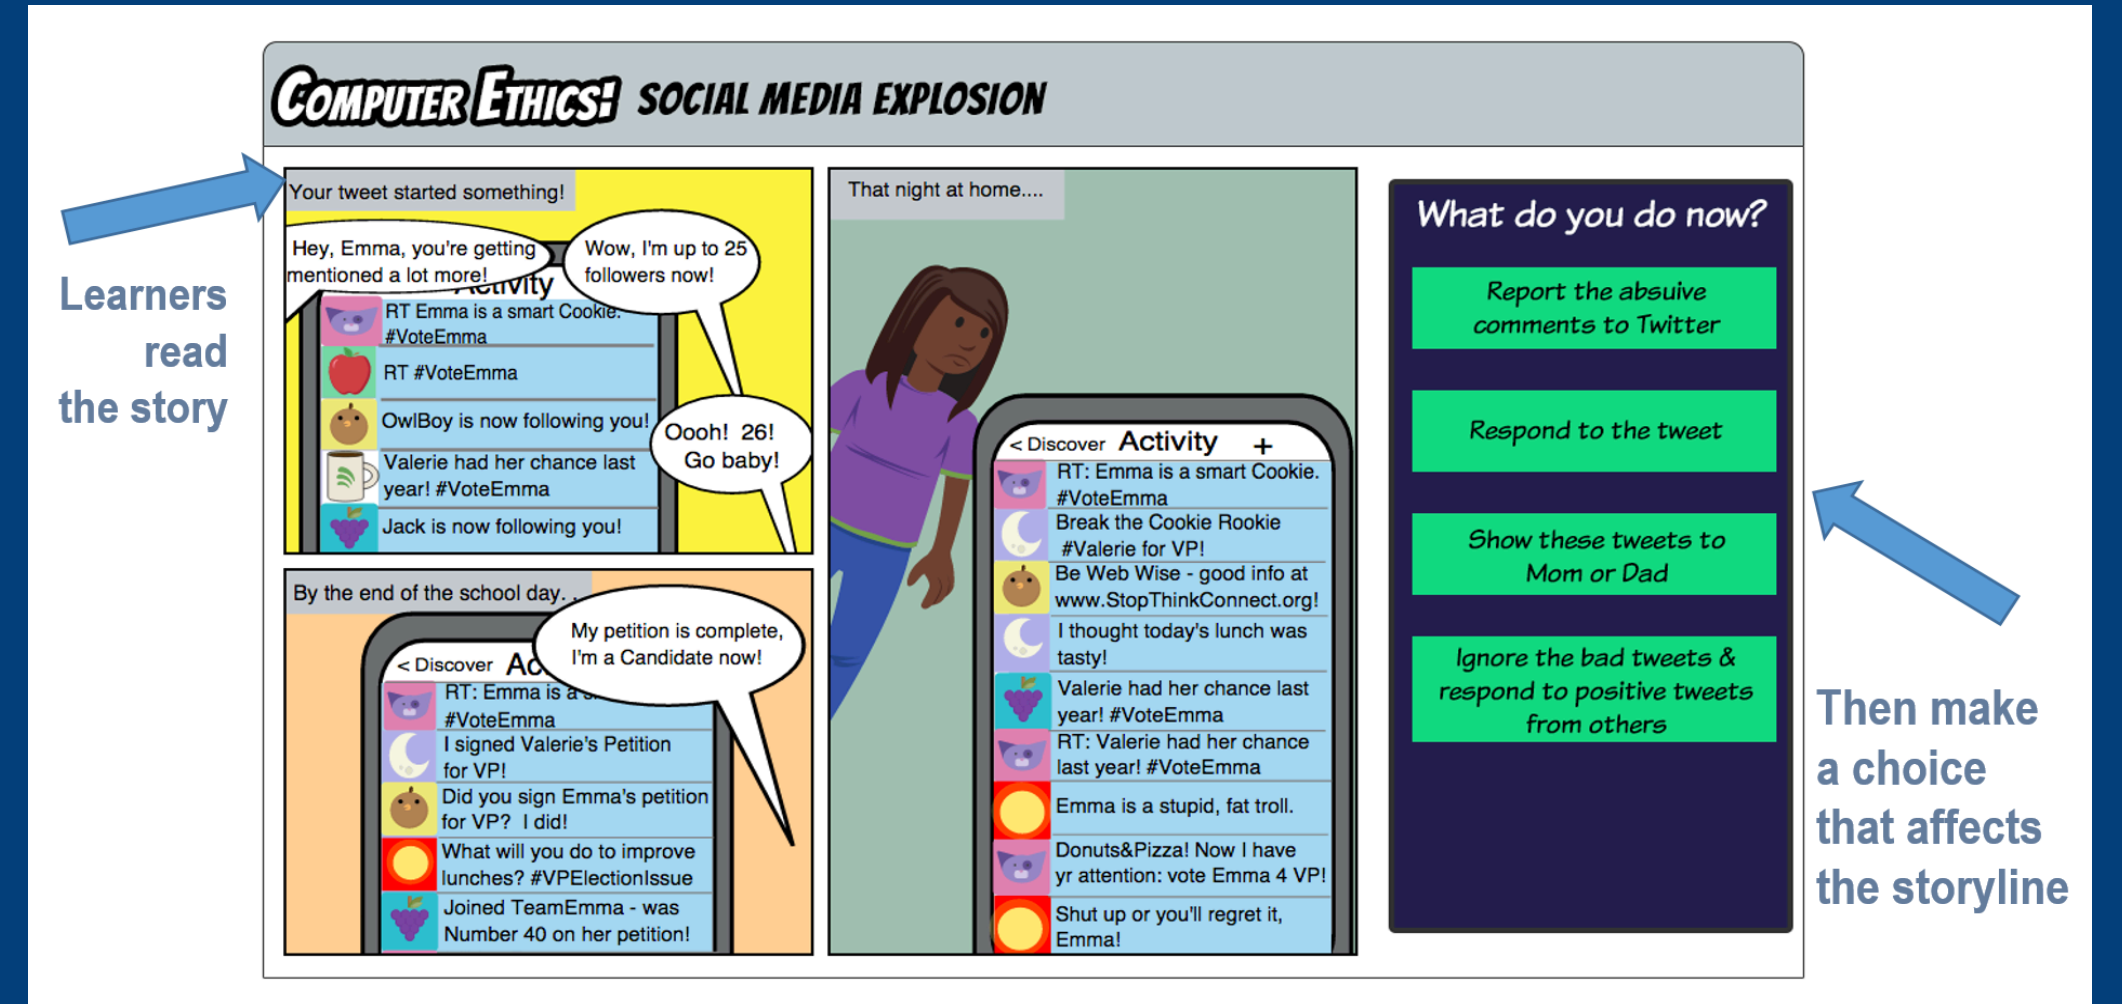 COMPUTER ETHICS! SOCIAL MEDIA EXPLOSION
Learners
read
the story
Your tweet started something!
Hey, Emma, you're getting
mentioned a lot more!
Wow, I'm up to 25
followers now!
Activity
RT Emma is a smart Cookie.
#VoteEmma
RT #VoteEmma
OwlBoy is now following you!
Oooh! 26!
Go baby!
Valerie had her chance last
year! #VoteEmma
Jack is now following you!
By the end of the school day. .
My petition is complete,
I'm a Candidate now!
< Discover Ac
RT: Emma is a s
#VoteEmma
I signed Valerie's Petition
for VP!
Did you sign Emma's petition
for VP? I did!
What will you do to improve
lunches? #VPElectionIssue
Joined TeamEmma - was
Number 40 on her petition!
That night at home....
< Discover Activity +
RT: Emma is a smart Cookie.
#VoteEmma
Break the Cookie Rookie
#Valerie for VP!
Be Web Wise - good info at
www.StopThinkConnect.org!
I thought today's lunch was
tasty!
Valerie had her chance last
year! #VoteEmma
RT: Valerie had her chance
last year! #VoteEmma
Emma is a stupid, fat troll.
Donuts&Pizza! Now I have
yr attention: vote Emma 4 VP!
Shut up or you'll regret it,
Emma!
What do you do now?
Report the absuive
comments to Twitter
Respond to the tweet
Show these tweets to
Mom or Dad
Ignore the bad tweets &
respond to positive tweets
from others
Then make
a choice
that affects
the storyline